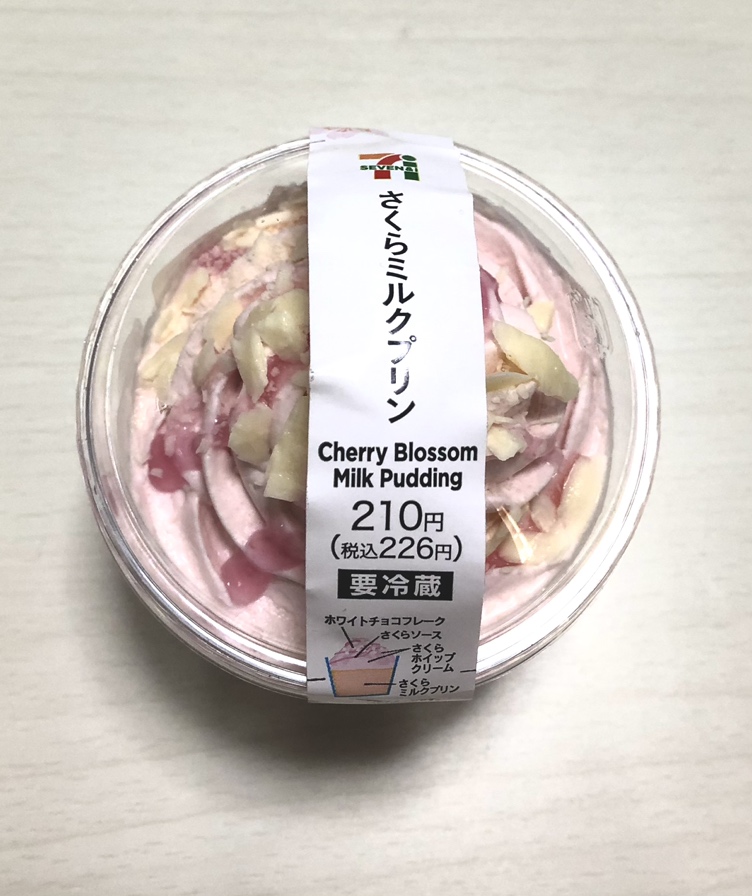 SEVEN&i
さくらミルクプリン
Cherry Blossom
Milk Pudding
210円
(税込226円)
要冷蔵
ホワイトチョコフレーク
さくらソース
さくら
ホイップ
クリーム
さくら
ミルクプリン